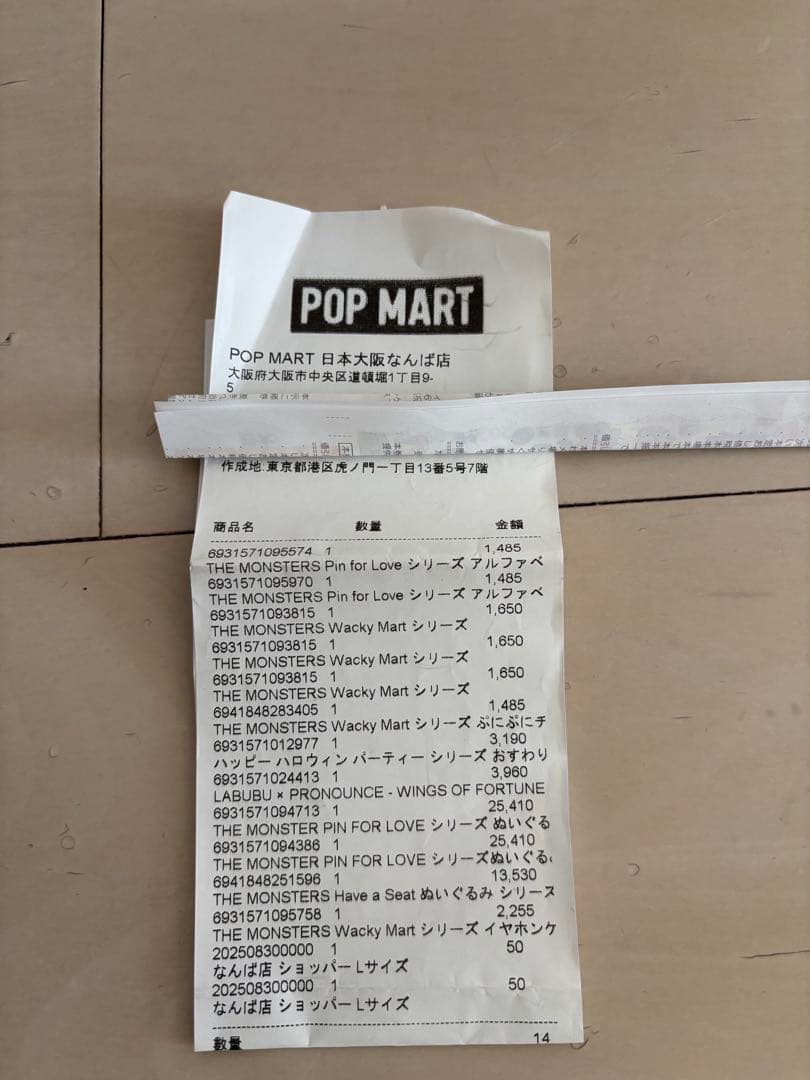 POP MART
POP MART 日本大阪なんば店
大阪府大阪市中央区道頓堀1丁目9-
5
作成地:東京都港区虎ノ門一丁目13番5号7階
商品名 数量 金額
6931571095574 1 1,485
THE MONSTERS Pin for Love シリーズ アルファベ
6931571095970 1 1,485
THE MONSTERS Pin for Love シリーズ アルファベ
6931571093815 1 1,650
THE MONSTERS Wacky Mart シリーズ
6931571093815 1 1,650
THE MONSTERS Wacky Mart シリーズ
6931571093815 1 1,650
THE MONSTERS Wacky Mart シリーズ
6941848283405 1 1,485
THE MONSTERS Wacky Mart シリーズ ぷにぷにチ
6931571012977 1 3,190
ハッピー ハロウィン パーティー シリーズ おすわり
6931571024413 1 3,960
LABUBU × PRONOUNCE - WINGS OF FORTUNE
6931571094713 1 25,410
THE MONSTER PIN FOR LOVE シリーズ ぬいぐる
6931571094386 1 25,410
THE MONSTER PIN FOR LOVE シリーズぬいぐる
6941848251596 1 13,530
THE MONSTERS Have a Seat ぬいぐるみ シリーズ
6931571095758 1 2,255
THE MONSTERS Wacky Mart シリーズ イヤホンケ
202508300000 1 50
なんば店 ショッパー Lサイズ
202508300000 1 50
なんば店 ショッパー Lサイズ
数量 14